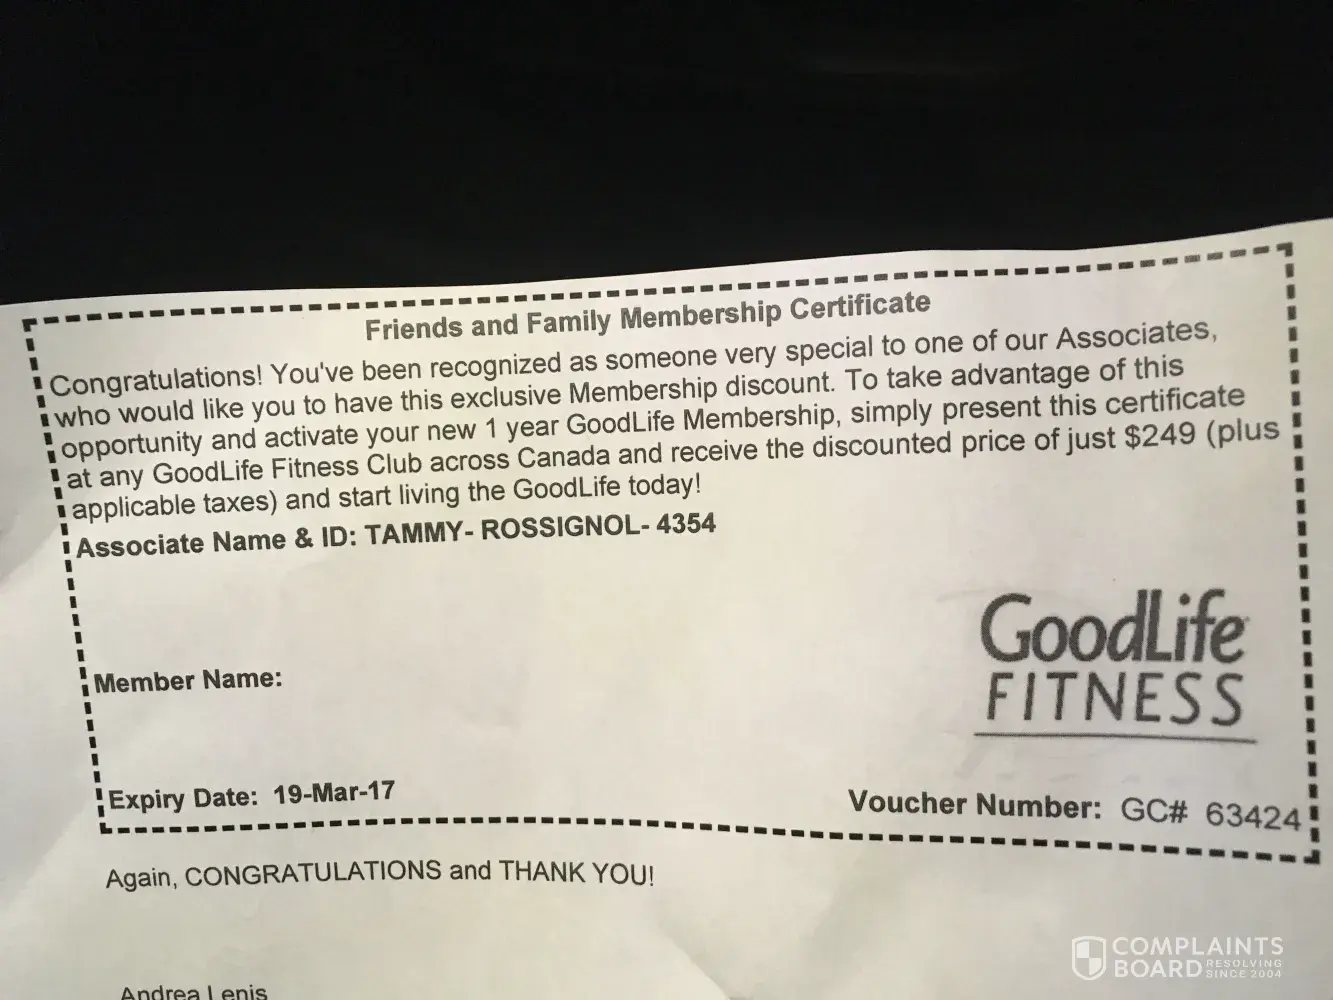 Friends and Family Membership Certificate
Congratulations! You've been recognized as someone very special to one of our Associates,
who would like you to have this exclusive Membership discount. To take advantage of this
opportunity and activate your new 1 year GoodLife Membership, simply present this certificate
at any GoodLife Fitness Club across Canada and receive the discounted price of just $249 (plus
applicable taxes) and start living the GoodLife today!
Associate Name & ID: TAMMY- ROSSIGNOL- 4354
GoodLife
FITNESS
Member Name:
Expiry Date: 19-Mar-17
Voucher Number: GC# 63424
Again, CONGRATULATIONS and THANK YOU!
Andrea Lenis
COMPLAINTS
BOARD RESOLVING
SINCE 2004